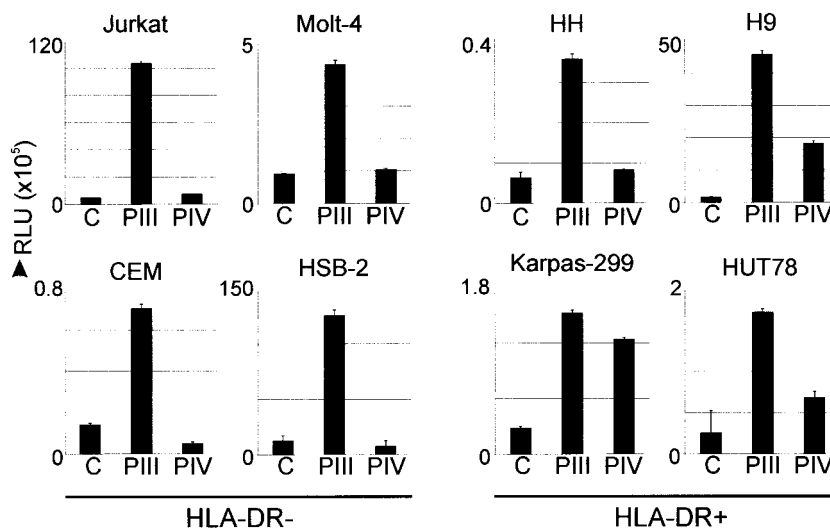 Jurkat Molt-4 HH H9
120 5 0.4 50
0 0 0 0
C PIII PIV C PIII PIV C PIII PIV C PIII PIV
►RLU (x10⁵)
CEM HSB-2 Karpas-299 HUT78
0.8 150 1.8 2
0 0 0 0
C PIII PIV C PIII PIV C PIII PIV C PIII PIV
HLA-DR- HLA-DR+